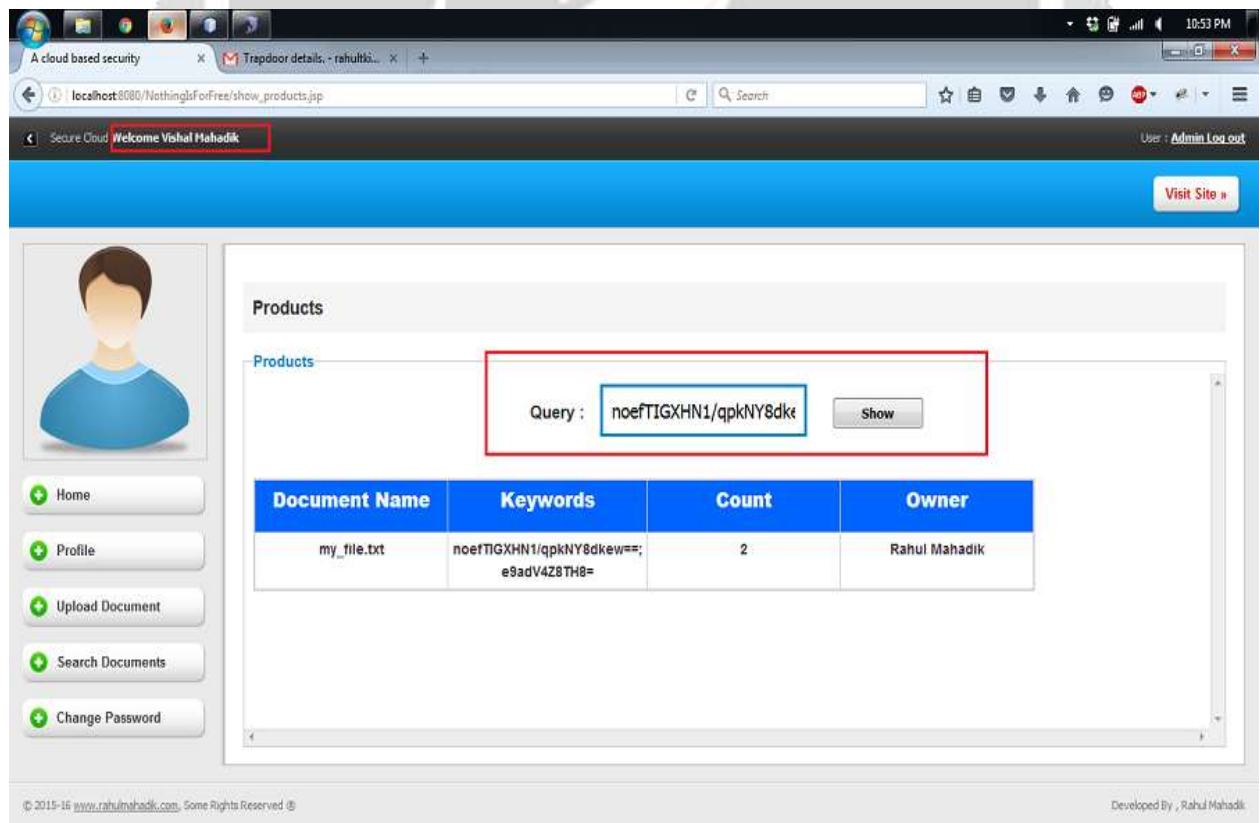 10:53 PM
A cloud based security
Trapdoor details. - rahultki...
localhost:8080/NothingIsForFree/show_products.jsp
Search
ABP
Secure Cloud Welcome Vishal Mahadik
User : Admin Log out
Visit Site »
Products
Products
Query : noefTIGXHN1/qpkNY8dke Show
Home
Profile
Upload Document
Search Documents
Change Password
Document Name Keywords Count Owner
my_file.txt noefTIGXHN1/qpkNY8dkew==; 2 Rahul Mahadik
e9adV4Z8TH8=
© 2015-16 www.rahulmahadik.com, Some Rights Reserved ®
Developed By , Rahul Mahadik